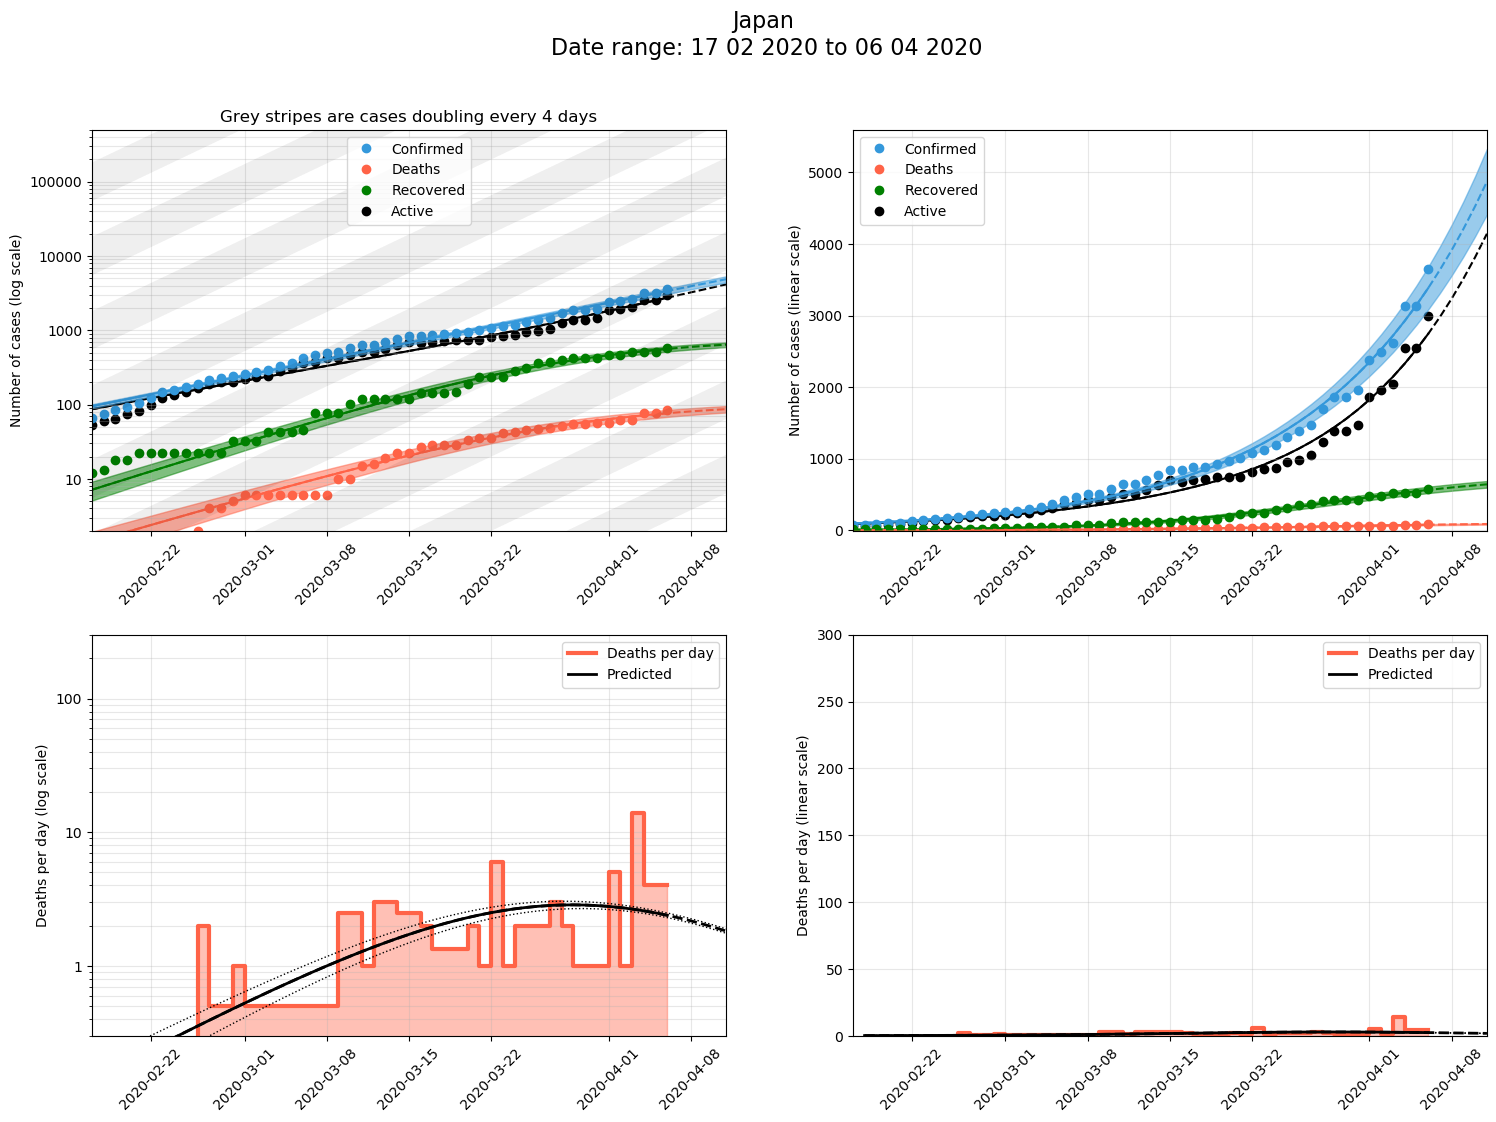 Japan
Date range: 17 02 2020 to 06 04 2020
Grey stripes are cases doubling every 4 days
Number of cases (log scale)
100000
10000
1000
100
10
Confirmed
Deaths
Recovered
Active
2020-02-22
2020-03-01
2020-03-08
2020-03-15
2020-03-22
2020-04-01
2020-04-08
Number of cases (linear scale)
5000
4000
3000
2000
1000
0
Confirmed
Deaths
Recovered
Active
2020-02-22
2020-03-01
2020-03-08
2020-03-15
2020-03-22
2020-04-01
2020-04-08
Deaths per day (log scale)
100
10
1
Deaths per day
Predicted
2020-02-22
2020-03-01
2020-03-08
2020-03-15
2020-03-22
2020-04-01
2020-04-08
Deaths per day (linear scale)
300
250
200
150
100
50
0
Deaths per day
Predicted
2020-02-22
2020-03-01
2020-03-08
2020-03-15
2020-03-22
2020-04-01
2020-04-08